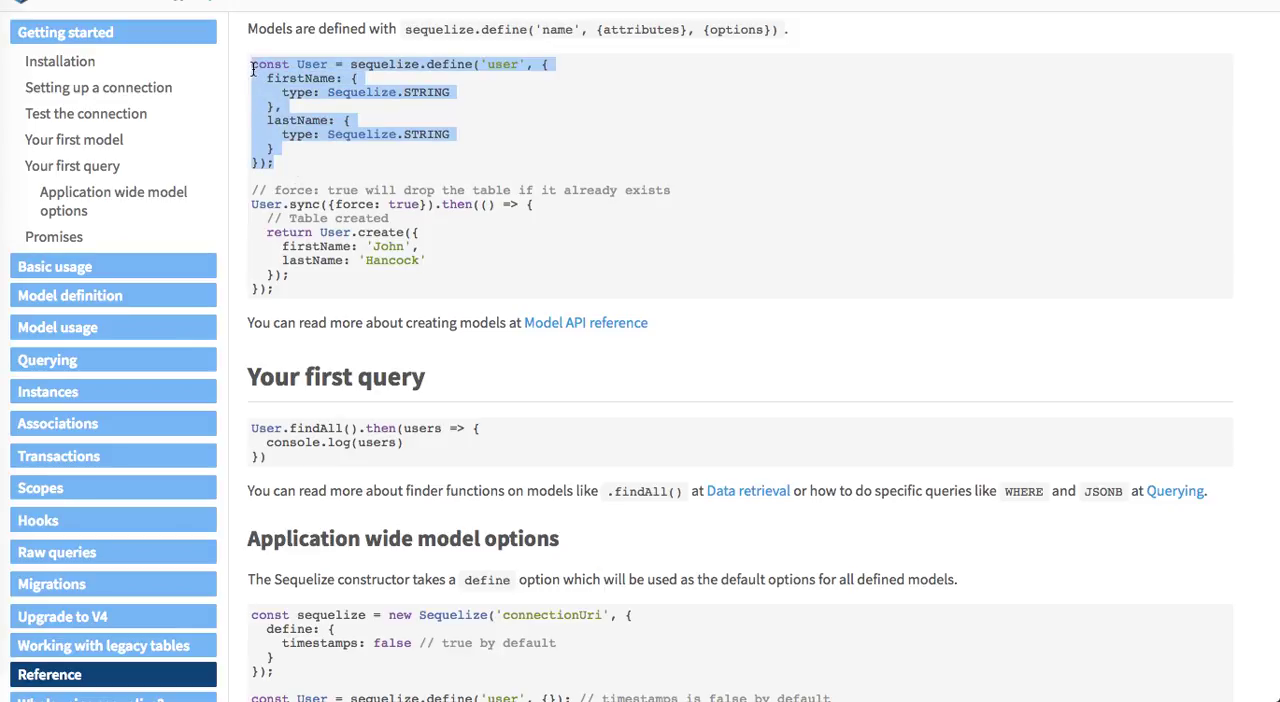 Getting started
Installation
Setting up a connection
Test the connection
Your first model
Your first query
Application wide model
options
Promises
Basic usage
Model definition
Model usage
Querying
Instances
Associations
Transactions
Scopes
Hooks
Raw queries
Migrations
Upgrade to V4
Working with legacy tables
Reference
Models are defined with sequelize.define('name', {attributes}, {options}) .
const User = sequelize.define('user', {
  firstName: {
    type: Sequelize.STRING
  },
  lastName: {
    type: Sequelize.STRING
  }
});
// force: true will drop the table if it already exists
User.sync({force: true}).then(() => {
  // Table created
  return User.create({
    firstName: 'John',
    lastName: 'Hancock'
  });
});
You can read more about creating models at Model API reference
Your first query
User.findAll().then(users => {
  console.log(users)
})
You can read more about finder functions on models like .findAll() at Data retrieval or how to do specific queries like WHERE and JSONB at Querying.
Application wide model options
The Sequelize constructor takes a define option which will be used as the default options for all defined models.
const sequelize = new Sequelize('connectionUri', {
  define: {
    timestamps: false // true by default
  }
});
const User = sequelize.define('user', {}); // timestamps is false by default